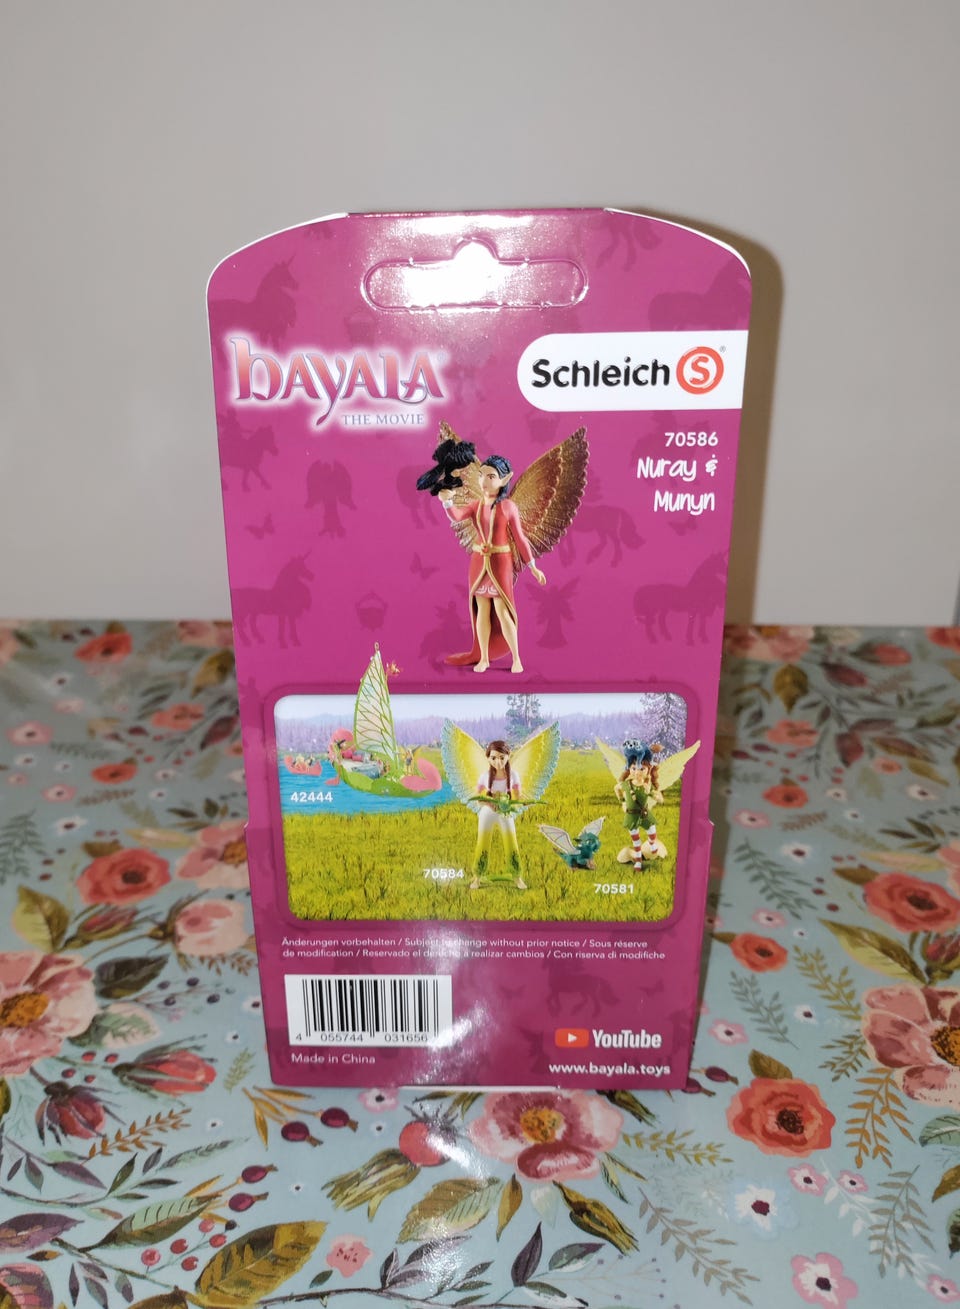 bAYALA®
THE MOVIE
Schleich S®
70586
Nuray &
Munyn
42444
70584
70581
Änderungen vorbehalten / Subject to change without prior notice / Sous réserve
de modification / Reservado el derecho a realizar cambios / Con riserva di modifiche
4 055744 031656
Made in China
YouTube
www.bayala.toys